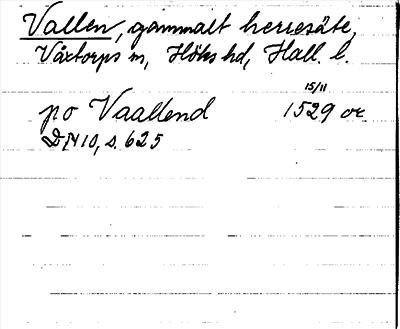 Vallen, gammalt herresäte,
Våxtorps sn, Höks hd, Hall. l.
15/11
po Vaallend 1529 or.
DN 10, s. 625